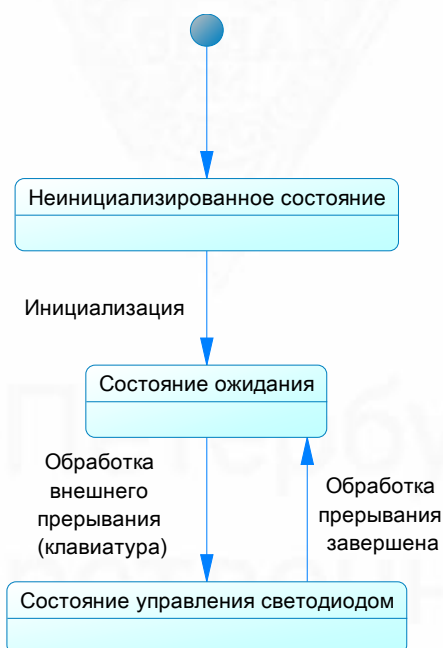 Неинициализированное состояние
Инициализация
Состояние ожидания
Обработка
внешнего
прерывания
(клавиатура)
Обработка
прерывания
завершена
Состояние управления светодиодом